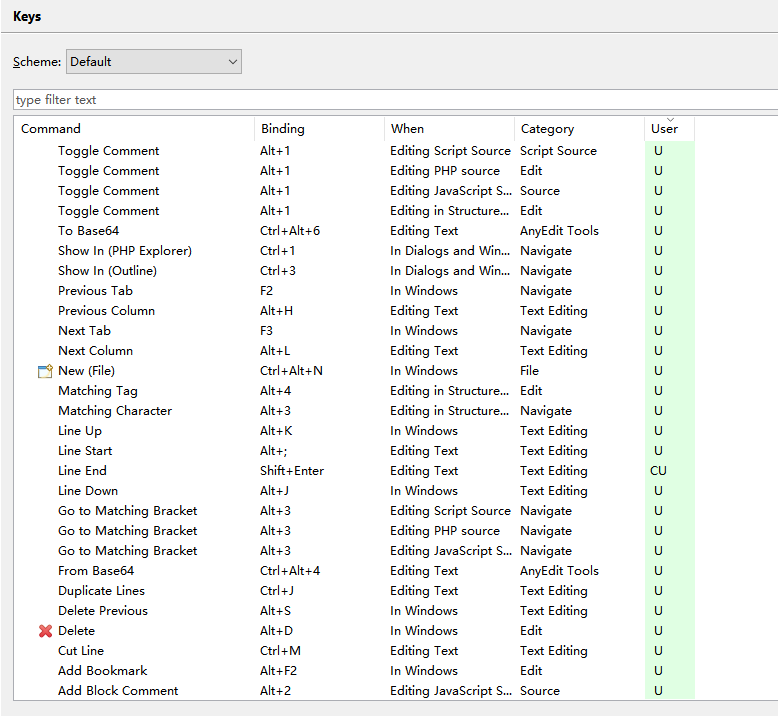 Keys
Scheme: Default
type filter text
Command Binding When Category User
Toggle Comment Alt+1 Editing Script Source Script Source U
Toggle Comment Alt+1 Editing PHP source Edit U
Toggle Comment Alt+1 Editing JavaScript S... Source U
Toggle Comment Alt+1 Editing in Structure... Edit U
To Base64 Ctrl+Alt+6 Editing Text AnyEdit Tools U
Show In (PHP Explorer) Ctrl+1 In Dialogs and Win... Navigate U
Show In (Outline) Ctrl+3 In Dialogs and Win... Navigate U
Previous Tab F2 In Windows Navigate U
Previous Column Alt+H Editing Text Text Editing U
Next Tab F3 In Windows Navigate U
Next Column Alt+L Editing Text Text Editing U
New (File) Ctrl+Alt+N In Windows File U
Matching Tag Alt+4 Editing in Structure... Edit U
Matching Character Alt+3 Editing in Structure... Navigate U
Line Up Alt+K In Windows Text Editing U
Line Start Alt+; Editing Text Text Editing U
Line End Shift+Enter Editing Text Text Editing CU
Line Down Alt+J In Windows Text Editing U
Go to Matching Bracket Alt+3 Editing Script Source Navigate U
Go to Matching Bracket Alt+3 Editing PHP source Navigate U
Go to Matching Bracket Alt+3 Editing JavaScript S... Navigate U
From Base64 Ctrl+Alt+4 Editing Text AnyEdit Tools U
Duplicate Lines Ctrl+J Editing Text Text Editing U
Delete Previous Alt+S In Windows Text Editing U
Delete Alt+D In Windows Edit U
Cut Line Ctrl+M Editing Text Text Editing U
Add Bookmark Alt+F2 In Windows Edit U
Add Block Comment Alt+2 Editing JavaScript S... Source U